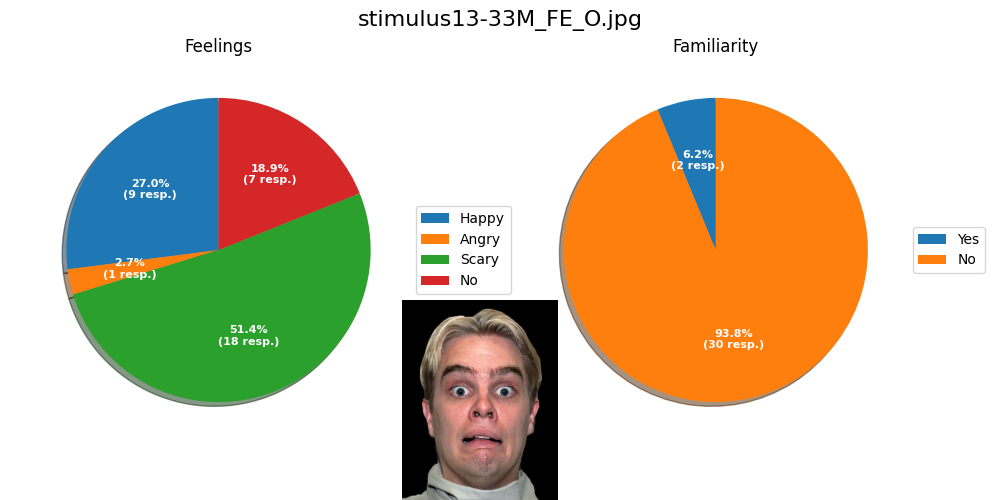 stimulus13-33M_FE_O.jpg
Feelings
27.0%
(9 resp.)
2.7%
(1 resp.)
51.4%
(18 resp.)
18.9%
(7 resp.)
Happy
Angry
Scary
No
Familiarity
6.2%
(2 resp.)
93.8%
(30 resp.)
Yes
No